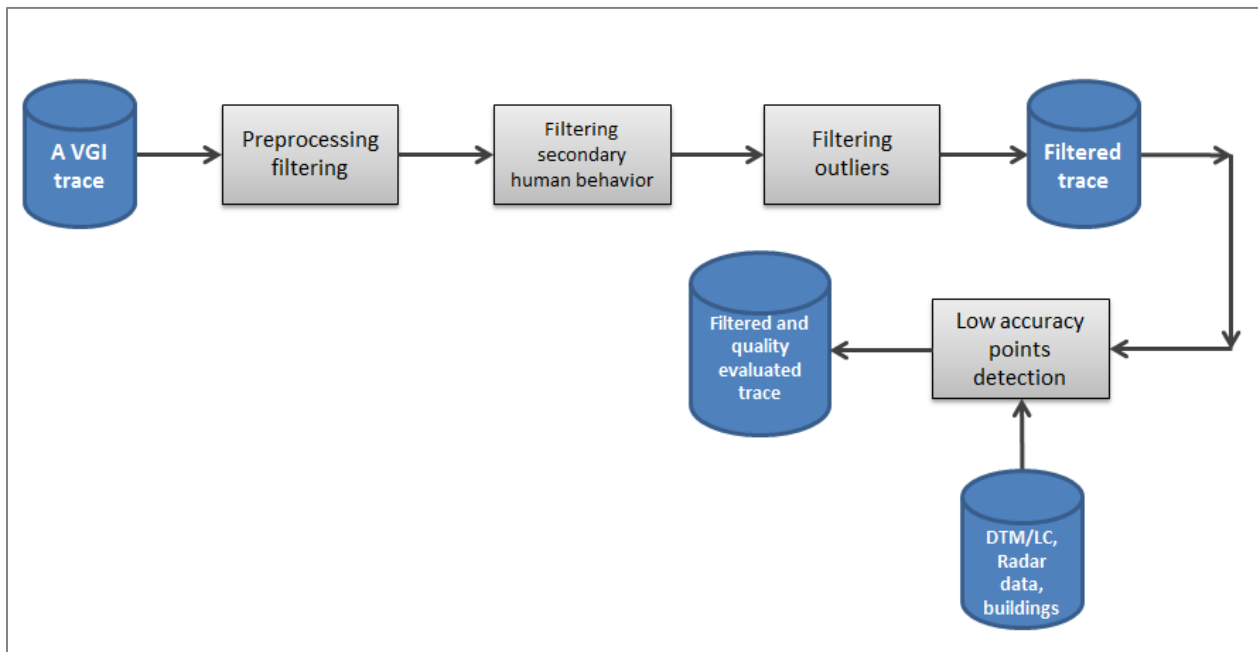 A VGI
trace
Preprocessing
filtering
Filtering
secondary
human behavior
Filtering
outliers
Filtered
trace
Filtered and
quality
evaluated
trace
Low accuracy
points
detection
DTM/LC,
Radar
data,
buildings